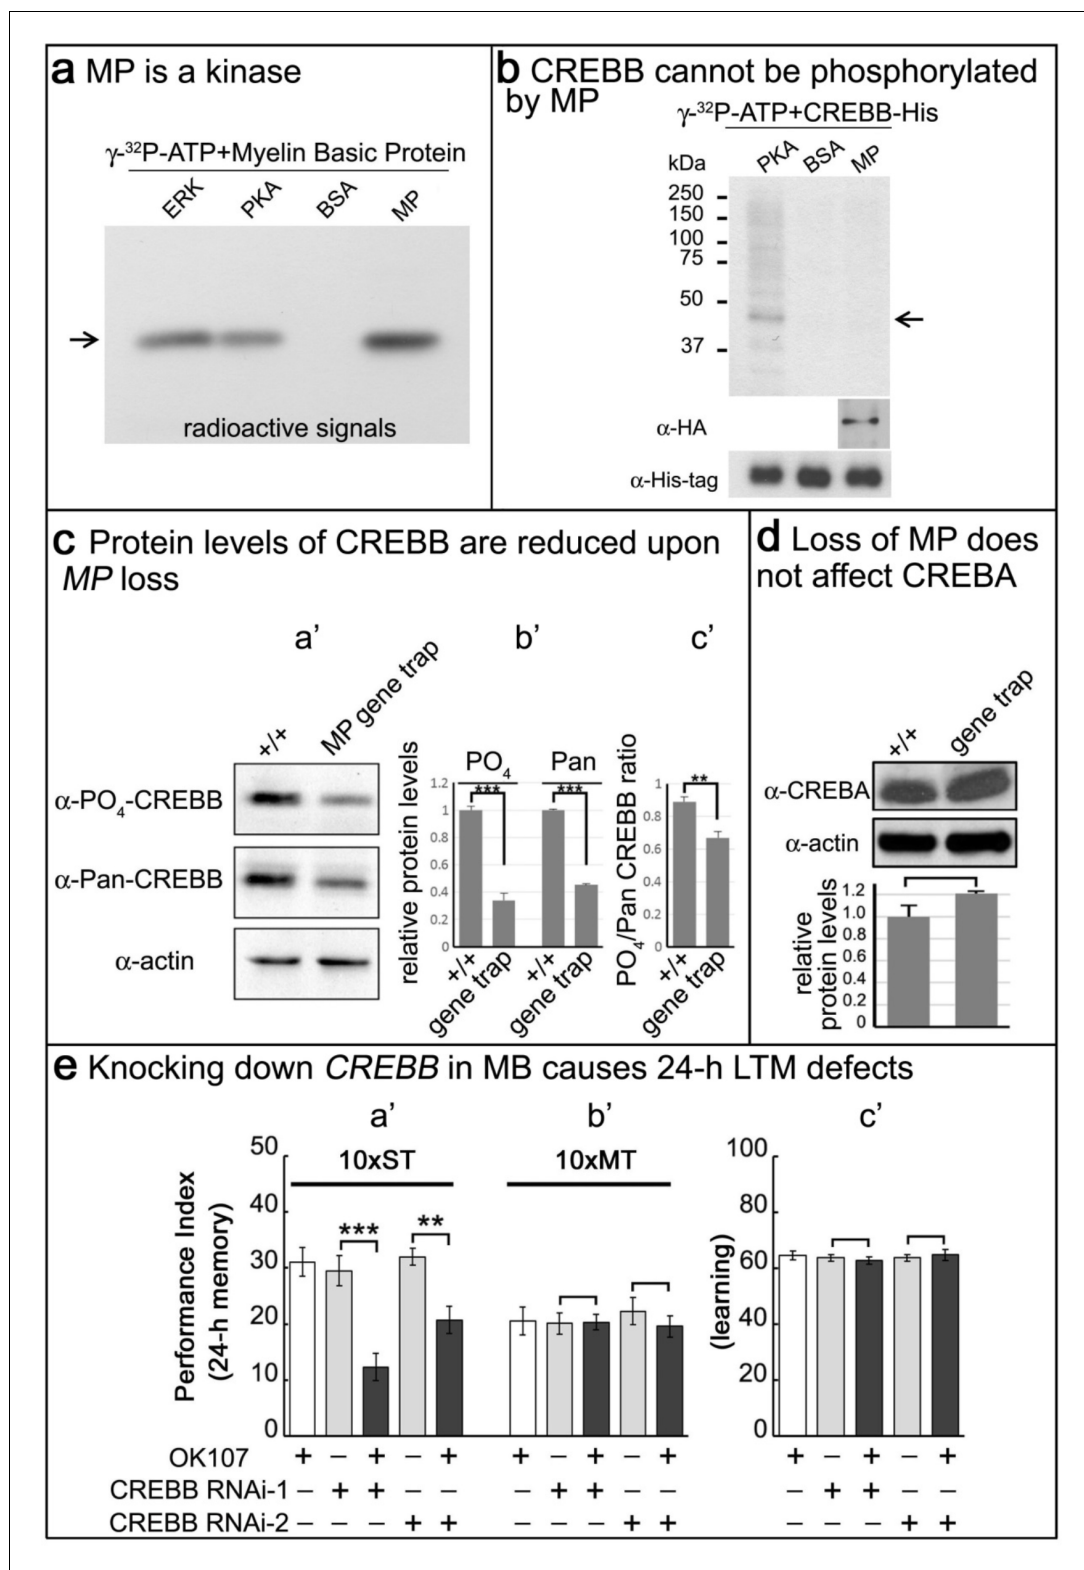 a MP is a kinase
γ-³²P-ATP+Myelin Basic Protein
ERK PKA BSA MP
radioactive signals
b CREBB cannot be phosphorylated
by MP
γ-³²P-ATP+CREBB-His
kDa PKA BSA MP
250
150
100
75
50
37
α-HA
α-His-tag
c Protein levels of CREBB are reduced upon
MP loss
a’ b’ c’
+/+ MP gene trap
α-PO₄-CREBB
α-Pan-CREBB
α-actin
relative protein levels
PO₄ Pan
1.2
1
0.8
0.6
0.4
0.2
0
*** ***
+/+ gene trap +/+ gene trap
PO₄/Pan CREBB ratio
1
0.8
0.6
0.4
0.2
0
**
+/+ gene trap
d Loss of MP does
not affect CREBA
+/+ gene trap
α-CREBA
α-actin
relative
protein levels
1.2
1.0
0.8
0.6
0.4
0.2
0
e Knocking down CREBB in MB causes 24-h LTM defects
a’ b’ c’
Performance Index
(24-h memory)
50
40
30
20
10
0
10xST 10xMT
*** **
(learning)
100
80
60
40
20
0
OK107 + – + – + + – + – + + – + – +
CREBB RNAi-1 – + + – – – + + – – – + + – –
CREBB RNAi-2 – – – + + – – – + + – – – + +